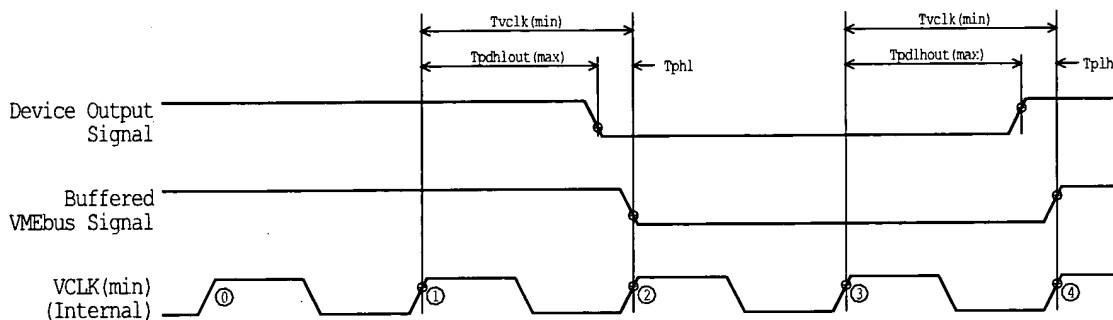 Tvclk(min) Tvclk(min)
Tpdhlout(max) Tphl Tpdlhout(max) Tplh
Device Output
Signal
Buffered
VMEbus Signal
VCLK(min)
(Internal)
⓪ ① ② ③ ④